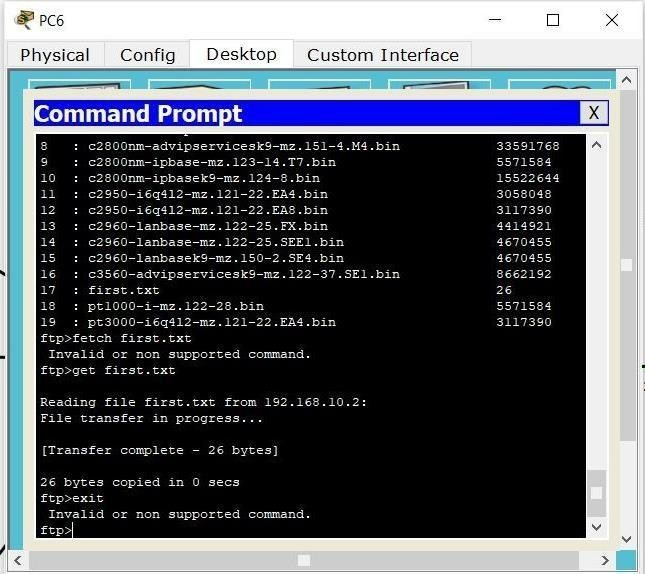 PC6
Physical Config Desktop Custom Interface
Command Prompt X
8 : c2800nm-advipservicesk9-mz.151-4.M4.bin 33591768
9 : c2800nm-ipbase-mz.123-14.T7.bin 5571584
10 : c2800nm-ipbasek9-mz.124-8.bin 15522644
11 : c2950-i6q4l2-mz.121-22.EA4.bin 3058048
12 : c2950-i6q4l2-mz.121-22.EA8.bin 3117390
13 : c2960-lanbase-mz.122-25.FX.bin 4414921
14 : c2960-lanbase-mz.122-25.SEE1.bin 4670455
15 : c2960-lanbasek9-mz.150-2.SE4.bin 4670455
16 : c3560-advipservicesk9-mz.122-37.SE1.bin 8662192
17 : first.txt 26
18 : pt1000-i-mz.122-28.bin 5571584
19 : pt3000-i6q4l2-mz.121-22.EA4.bin 3117390
ftp>fetch first.txt
Invalid or non supported command.
ftp>get first.txt
Reading file first.txt from 192.168.10.2:
File transfer in progress...
[Transfer complete - 26 bytes]
26 bytes copied in 0 secs
ftp>exit
Invalid or non supported command.
ftp>